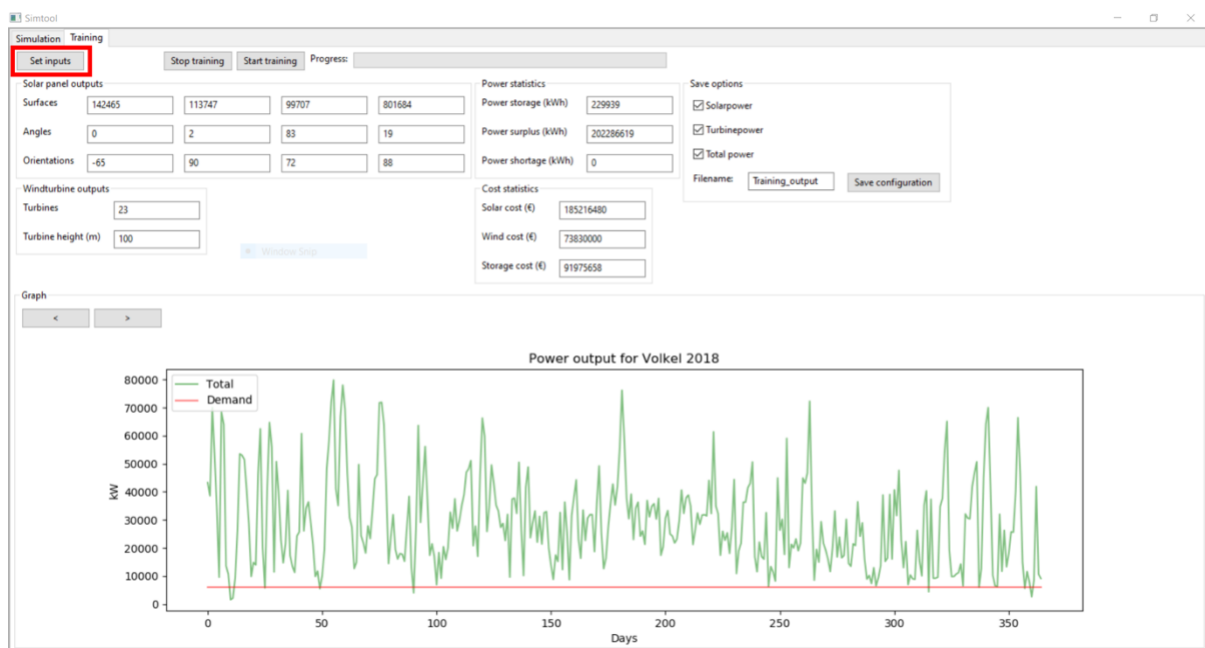 Simtool
Simulation Training
Set inputs Stop training Start training Progress:
Solar panel outputs Power statistics Save options
Surfaces 142465 113747 99707 801684 Power storage (kWh) 229939 Solarpower
Angles 0 2 83 19 Power surplus (kWh) 202286619 Turbinepower
Orientations -65 90 72 88 Power shortage (kWh) 0 Total power
Filename: Training_output Save configuration
Windturbine outputs Cost statistics
Turbines 23 Solar cost (€) 185216480
Turbine height (m) 100 Wind cost (€) 73830000
Window Snip
Storage cost (€) 91975658
Graph
< >
Power output for Volkel 2018
80000
70000
60000
50000
40000
30000
20000
10000
0
kW
Total
Demand
0 50 100 150 200 250 300 350
Days